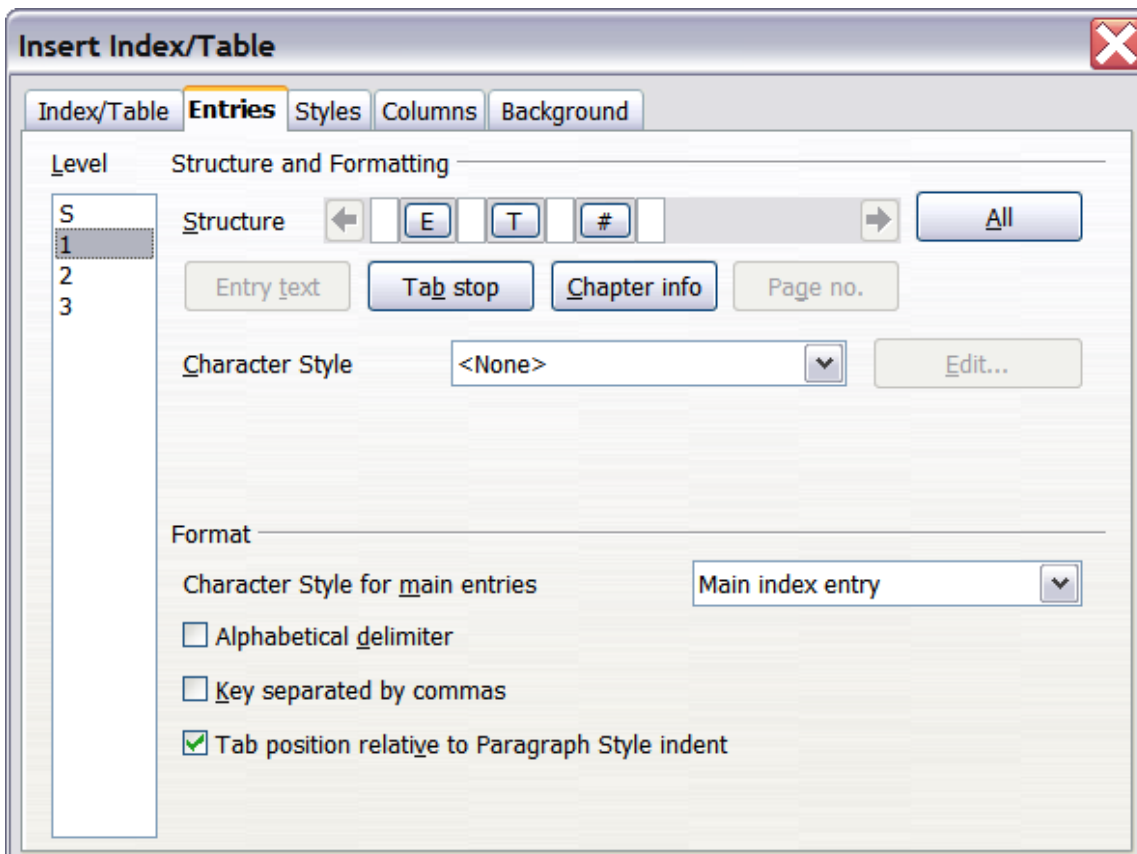 Insert Index/Table
Index/Table Entries Styles Columns Background
Level Structure and Formatting
S
1
2
3
Structure E T # All
Entry text Tab stop Chapter info Page no.
Character Style <None> Edit...
Format
Character Style for main entries Main index entry
Alphabetical delimiter
Key separated by commas
Tab position relative to Paragraph Style indent